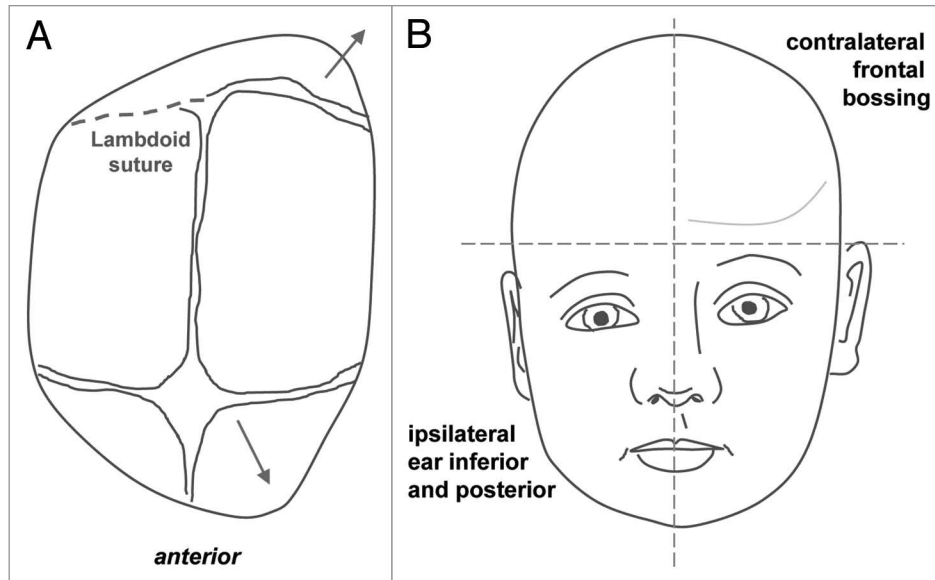 A
Lambdoid
suture
anterior
B
contralateral
frontal
bossing
ipsilateral
ear inferior
and posterior